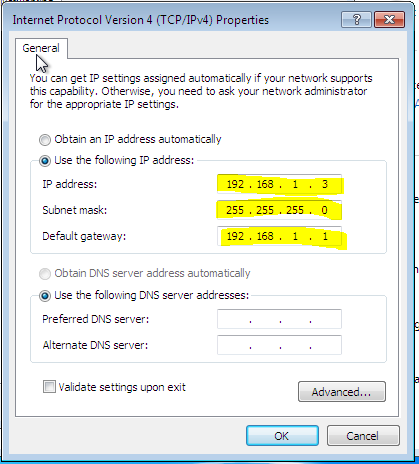 Internet Protocol Version 4 (TCP/IPv4) Properties
General
You can get IP settings assigned automatically if your network supports
this capability. Otherwise, you need to ask your network administrator
for the appropriate IP settings.
Obtain an IP address automatically
Use the following IP address:
IP address: 192 . 168 . 1 . 3
Subnet mask: 255 . 255 . 255 . 0
Default gateway: 192 . 168 . 1 . 1
Obtain DNS server address automatically
Use the following DNS server addresses:
Preferred DNS server: . . .
Alternate DNS server: . . .
Validate settings upon exit
Advanced...
OK Cancel